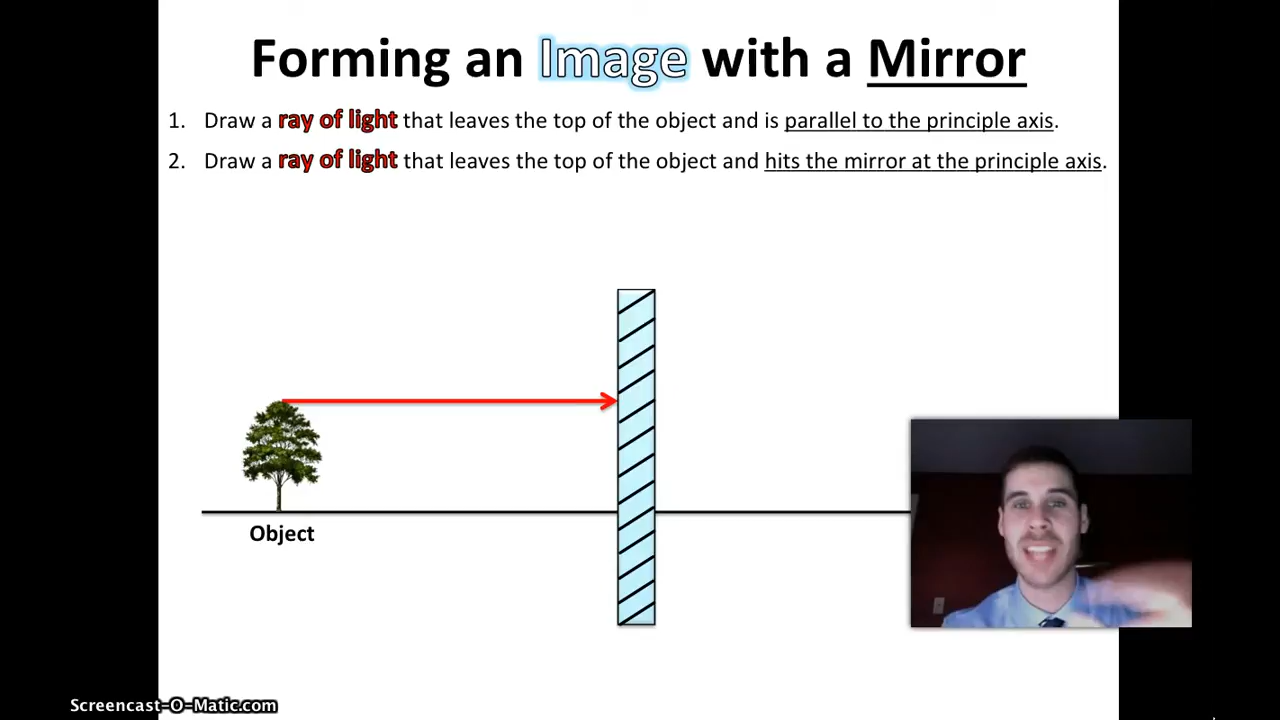 Forming an Image with a Mirror
1. Draw a ray of light that leaves the top of the object and is parallel to the principle axis.
2. Draw a ray of light that leaves the top of the object and hits the mirror at the principle axis.
Object
Screencast-O-Matic.com